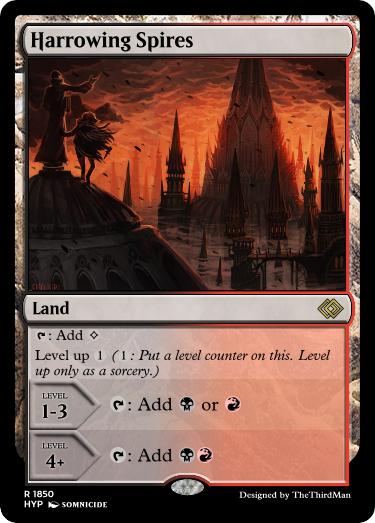 Harrowing Spires
Land
: Add
Level up 1 (1: Put a level counter on this. Level
up only as a sorcery.)
LEVEL
1-3
: Add or
LEVEL
4+
: Add
R 1850
HYP SOMNICIDE
Designed by TheThirdMan